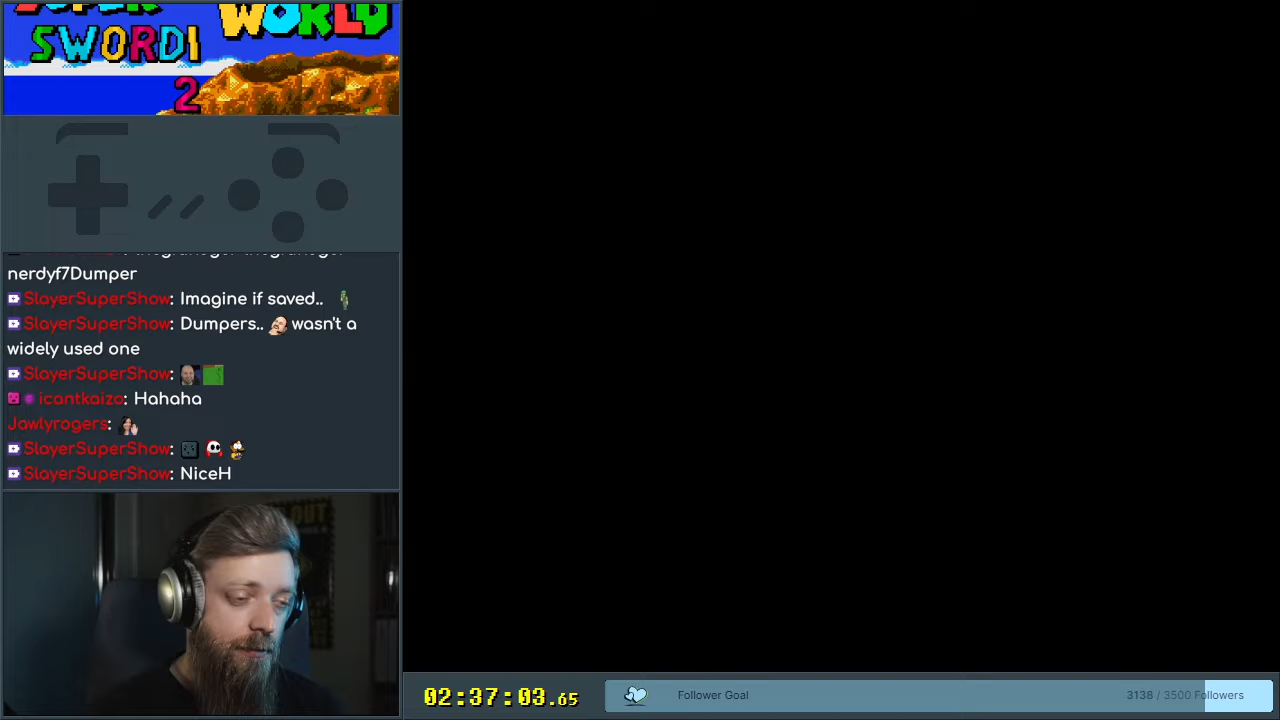 WORLD
SWORDI
2
nerdyf7Dumper
SlayerSuperShow: Imagine if saved..
SlayerSuperShow: Dumpers.. wasn't a
widely used one
SlayerSuperShow:
icantkaizo: Hahaha
Jawlyrogers:
SlayerSuperShow:
SlayerSuperShow: NiceH
02:37:03.65
Follower Goal
3138 / 3500 Followers